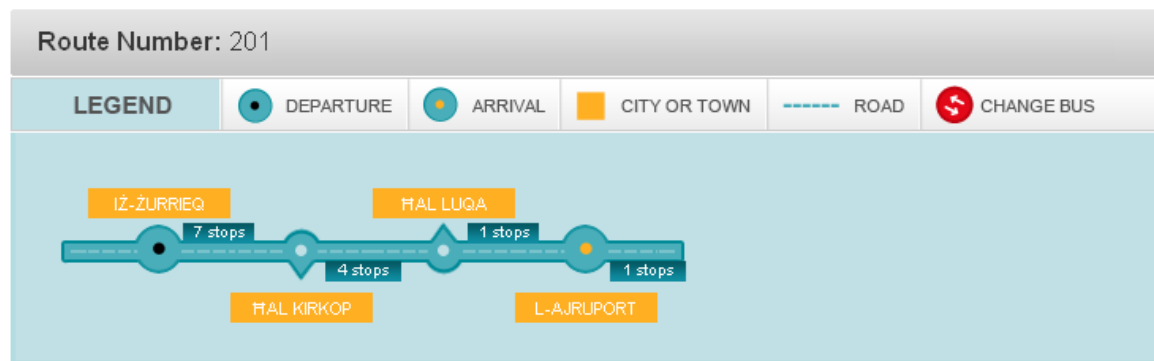 Route Number: 201
LEGEND DEPARTURE ARRIVAL CITY OR TOWN ROAD CHANGE BUS
IŻ-ŻURRIEQ ĦAL LUQA
7 stops 1 stops
4 stops 1 stops
ĦAL KIRKOP L-AJRUPORT